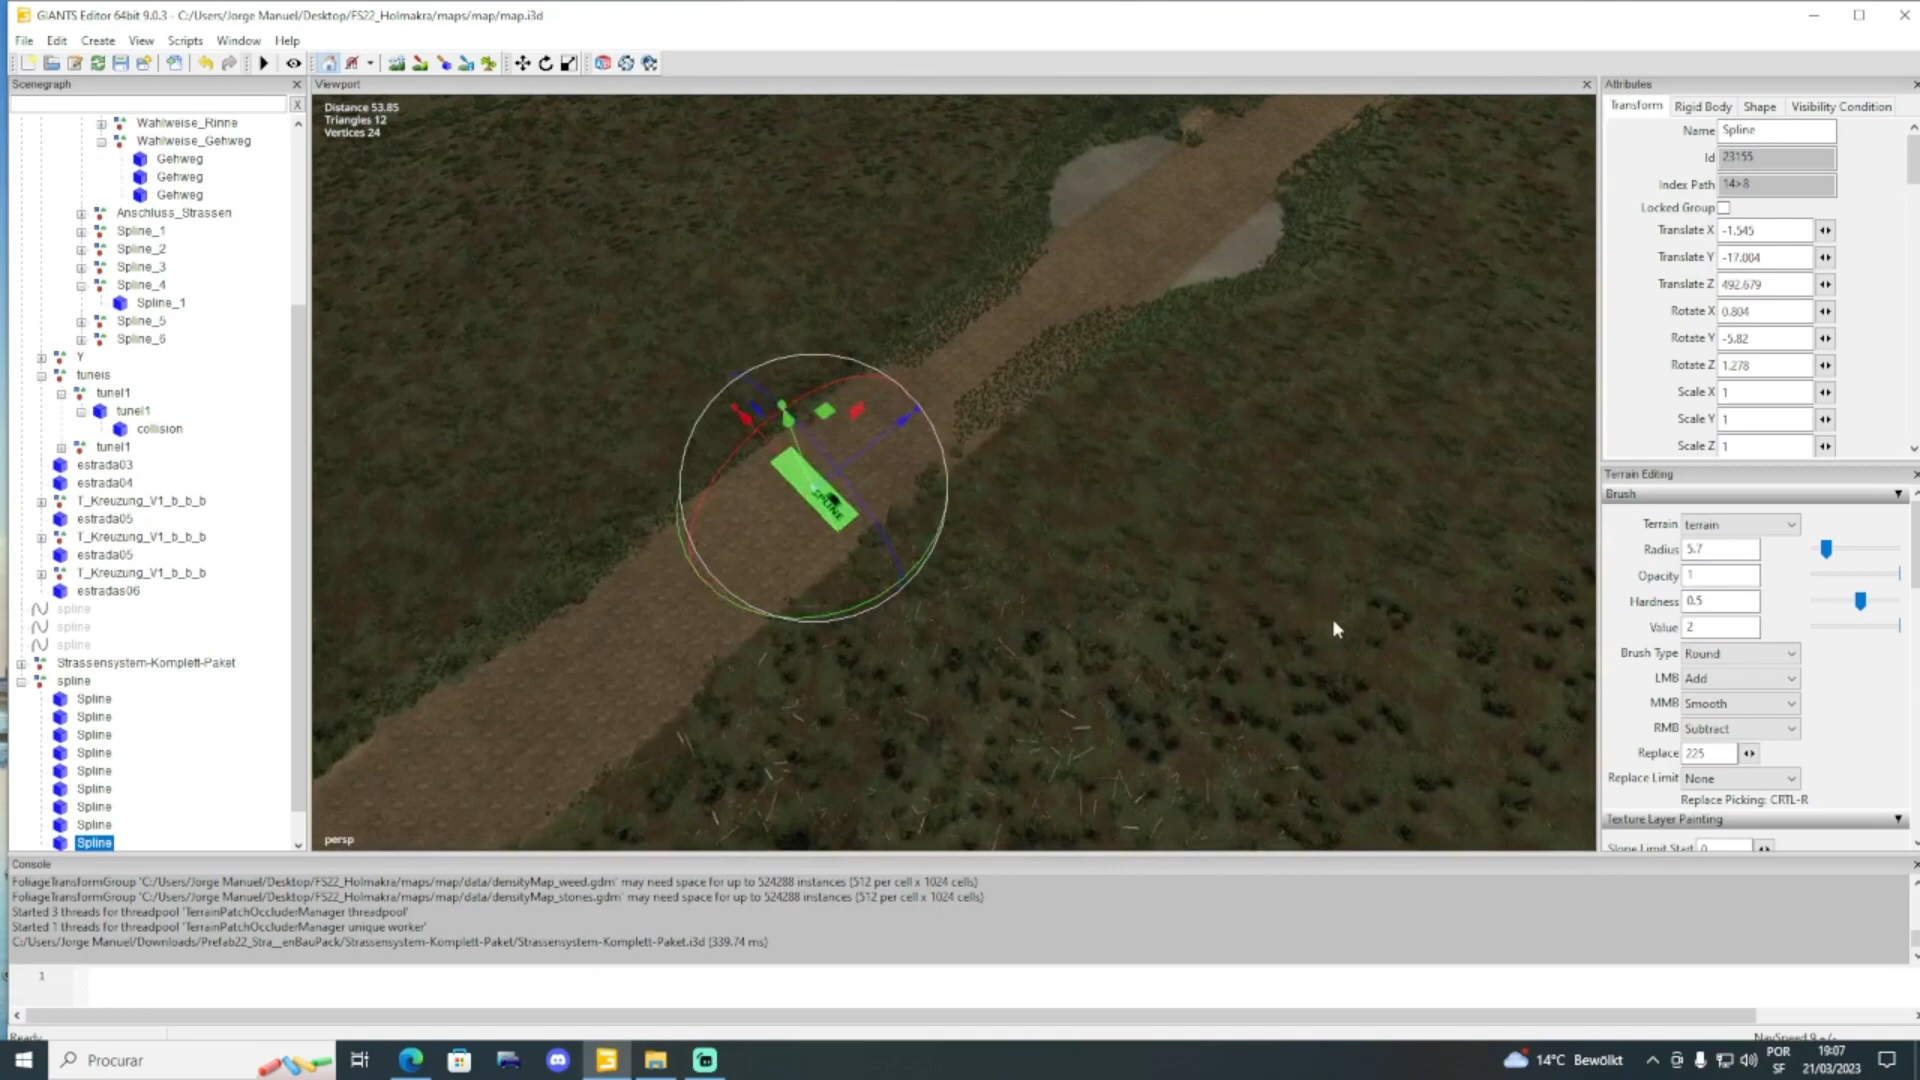 GIANTS Editor 64bit 9.0.3 - C:/Users/Jorge Manuel/Desktop/FS22_Holmakra/maps/map/map.i3d
File Edit Create View Scripts Window Help
Scenegraph
X
Wahlweise_Rinne
Wahlweise_Gehweg
Gehweg
Gehweg
Gehweg
Anschluss_Strassen
Spline_1
Spline_2
Spline_3
Spline_4
Spline_1
Spline_5
Spline_6
Y
tuneis
tunel1
tunel1
collision
tunel1
estrada03
estrada04
T_Kreuzung_V1_b_b_b
estrada05
T_Kreuzung_V1_b_b_b
estrada05
T_Kreuzung_V1_b_b_b
estradas06
spline
spline
spline
Strassensystem-Komplett-Paket
spline
Spline
Spline
Spline
Spline
Spline
Spline
Spline
Spline
Spline
Viewport
Distance 53.85
Triangles 12
Vertices 24
SPLINE
persp
Attributes
Transform Rigid Body Shape Visibility Condition
Name Spline
Id 23155
Index Path 14>8
Locked Group
Translate X -1.545
Translate Y -17.004
Translate Z 492.679
Rotate X 0.804
Rotate Y -5.82
Rotate Z 1.278
Scale X 1
Scale Y 1
Scale Z 1
Terrain Editing
Brush
Terrain terrain
Radius 5.7
Opacity 1
Hardness 0.5
Value 2
Brush Type Round
LMB Add
MMB Smooth
RMB Subtract
Replace 225
Replace Limit None
Replace Picking: CRTL-R
Texture Layer Painting
Slope Limit Start 0
Console
FoliageTransformGroup 'C:/Users/Jorge Manuel/Desktop/FS22_Holmakra/maps/map/data/densityMap_weed.gdm' may need space for up to 524288 instances (512 per cell x 1024 cells)
FoliageTransformGroup 'C:/Users/Jorge Manuel/Desktop/FS22_Holmakra/maps/map/data/densityMap_stones.gdm' may need space for up to 524288 instances (512 per cell x 1024 cells)
Started 3 threads for threadpool 'TerrainPatchOccluderManager threadpool'
Started 1 threads for threadpool 'TerrainPatchOccluderManager unique worker'
C:/Users/Jorge Manuel/Downloads/Prefab22_Stra__enBauPack/Strassensystem-Komplett-Paket/Strassensystem-Komplett-Paket.i3d (339.74 ms)
1
Ready
NavSpeed 9 +/-
Procurar
14°C Bewölkt
POR
SF
19:07
21/03/2023